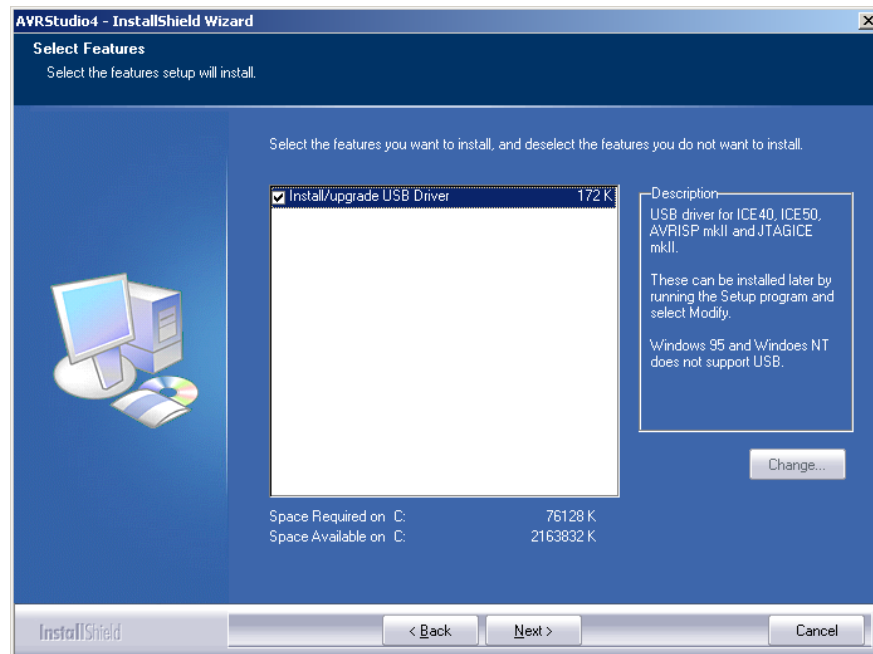 AVRStudio4 - InstallShield Wizard
Select Features
Select the features setup will install.
Select the features you want to install, and deselect the features you do not want to install.
Install/upgrade USB Driver 172 K
Description
USB driver for ICE40, ICE50,
AVRISP mkII and JTAGICE
mkII.
These can be installed later by
running the Setup program and
select Modify.
Windows 95 and Windoes NT
does not support USB.
Change...
Space Required on C: 76128 K
Space Available on C: 2163832 K
InstallShield
< Back
Next >
Cancel